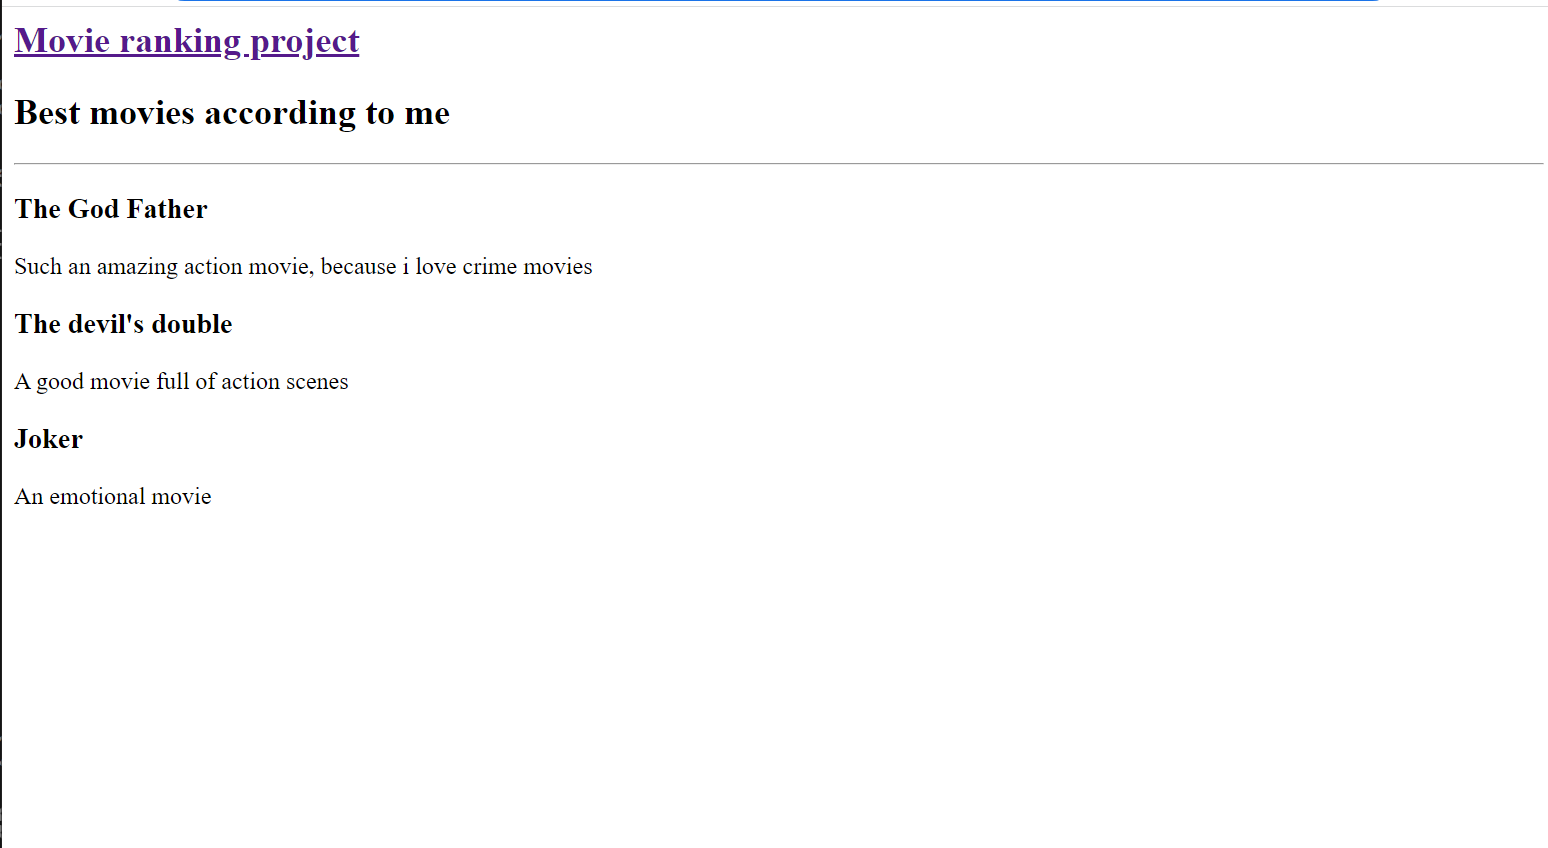 Movie ranking project
Best movies according to me
The God Father
Such an amazing action movie, because i love crime movies
The devil's double
A good movie full of action scenes
Joker
An emotional movie